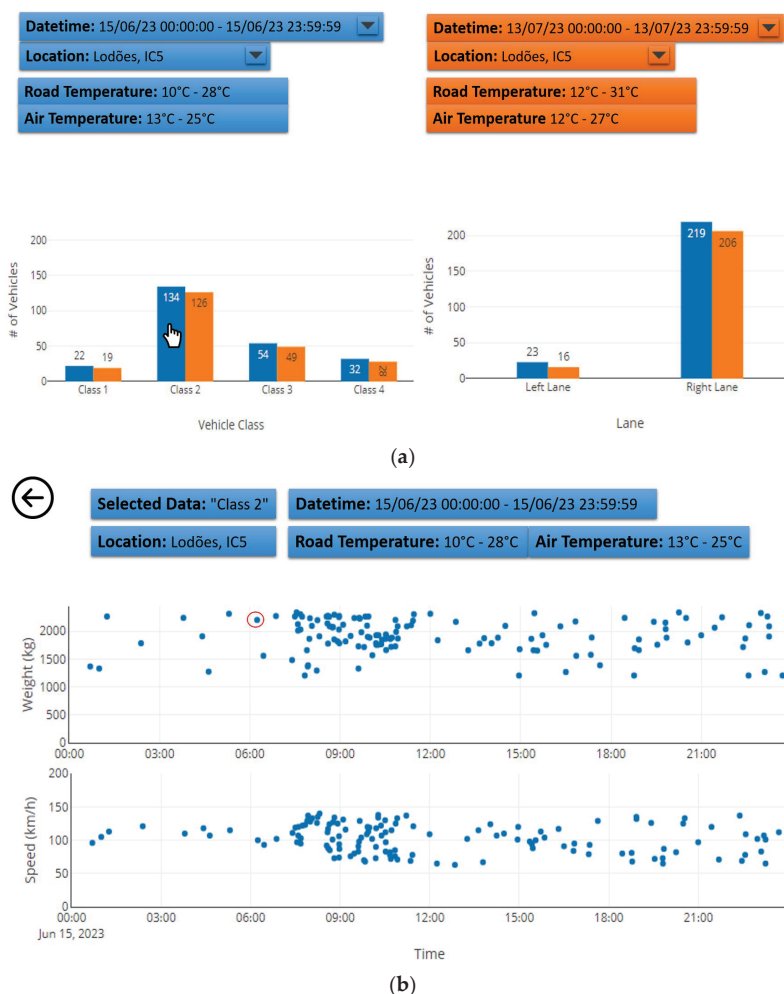 Datetime: 15/06/23 00:00:00 - 15/06/23 23:59:59
Location: Lodões, IC5
Road Temperature: 10°C - 28°C
Air Temperature: 13°C - 25°C
Datetime: 13/07/23 00:00:00 - 13/07/23 23:59:59
Location: Lodões, IC5
Road Temperature: 12°C - 31°C
Air Temperature 12°C - 27°C
# of Vehicles
200
150
100
50
0
22
19
134
126
54
49
32
28
Class 1
Class 2
Class 3
Class 4
Vehicle Class
# of Vehicles
200
150
100
50
0
23
16
219
206
Left Lane
Right Lane
Lane
(a)
Selected Data: "Class 2"
Datetime: 15/06/23 00:00:00 - 15/06/23 23:59:59
Location: Lodões, IC5
Road Temperature: 10°C - 28°C
Air Temperature: 13°C - 25°C
Weight (kg)
2000
1500
1000
500
0
00:00
03:00
06:00
09:00
12:00
15:00
18:00
21:00
Speed (km/h)
200
150
100
50
0
00:00
03:00
06:00
09:00
12:00
15:00
18:00
21:00
Jun 15, 2023
Time
(b)